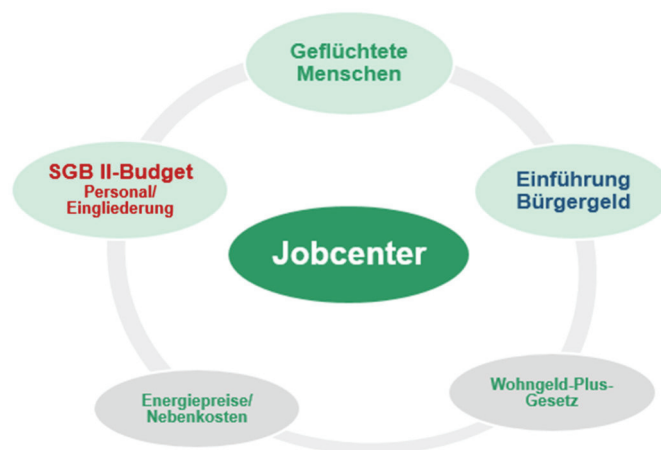 Geflüchtete
Menschen
SGB II-Budget
Personal/
Eingliederung
Einführung
Bürgergeld
Jobcenter
Energiepreise/
Nebenkosten
Wohngeld-Plus-
Gesetz